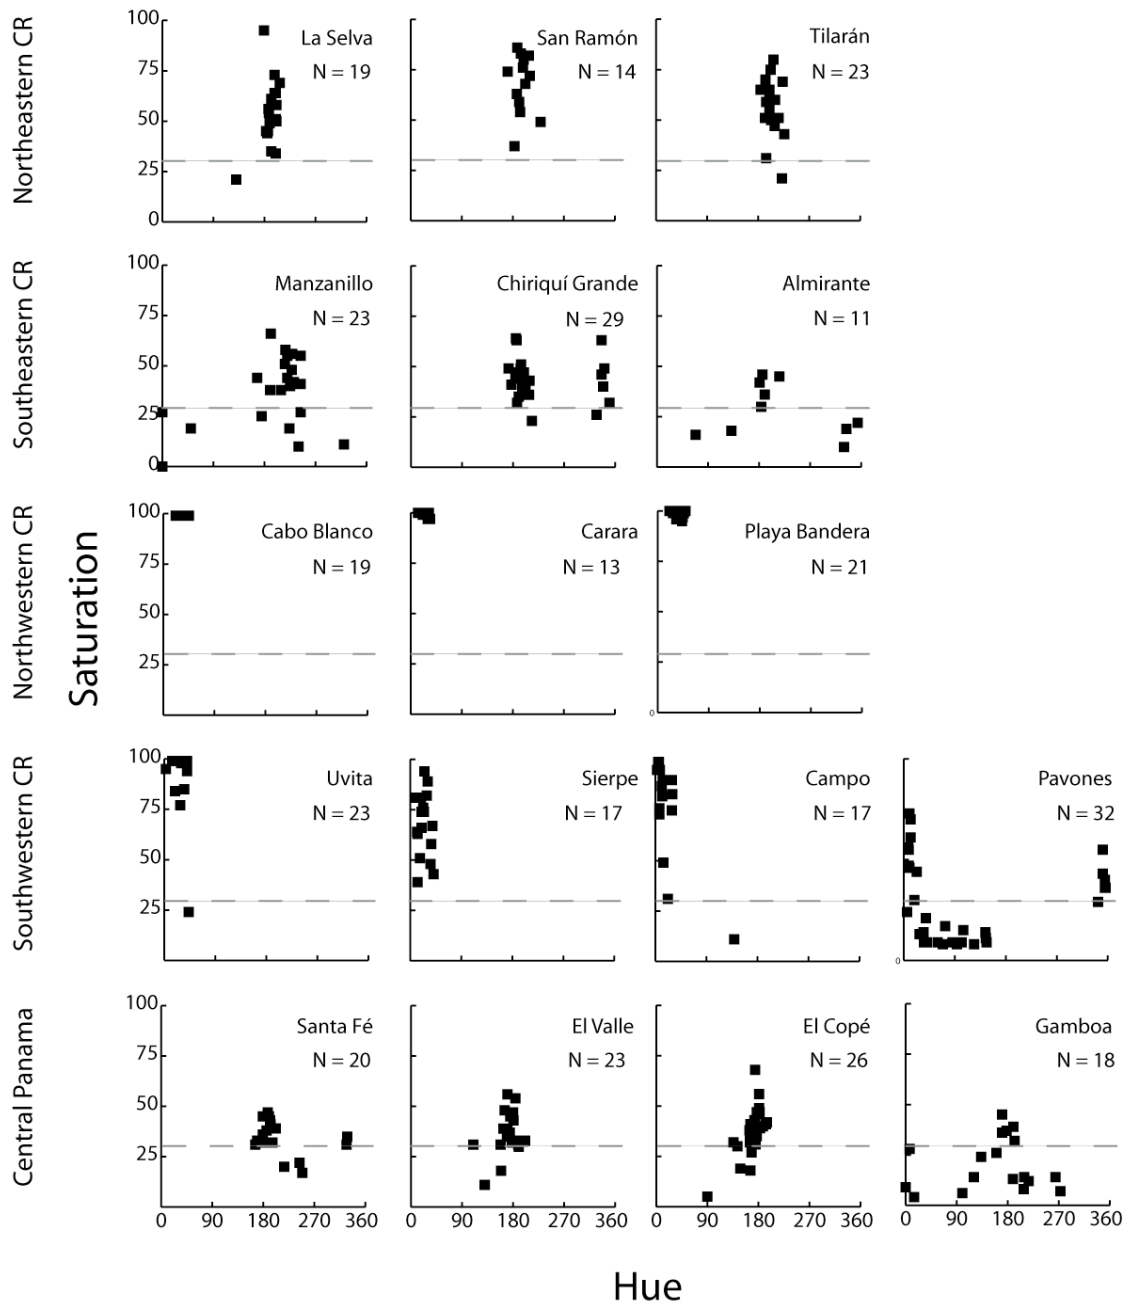 Northeastern CR
100
75
50
25
0
La Selva
N = 19
San Ramón
N = 14
Tilarán
N = 23
Southeastern CR
100
75
50
25
0
Manzanillo
N = 23
Chiriquí Grande
N = 29
Almirante
N = 11
Northwestern CR
100
75
50
25
Cabo Blanco
N = 19
Carara
N = 13
Playa Bandera
N = 21
0
Saturation
Southwestern CR
100
75
50
25
Uvita
N = 23
Sierpe
N = 17
Campo
N = 17
Pavones
N = 32
0
Central Panama
100
75
50
25
Santa Fé
N = 20
El Valle
N = 23
El Copé
N = 26
Gamboa
N = 18
0 90 180 270 360
0 90 180 270 360
0 90 180 270 360
0 90 180 270 360
Hue